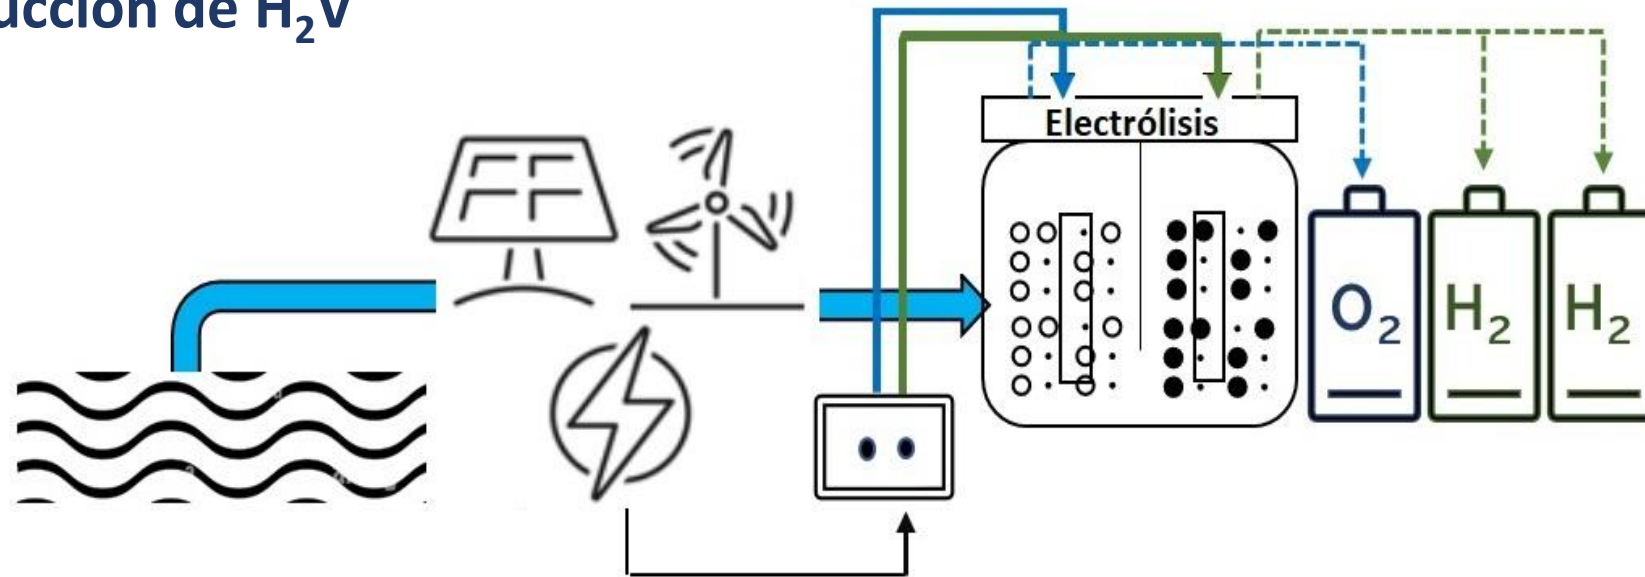 ucción de H₂V
Electrólisis
O₂
H₂
H₂